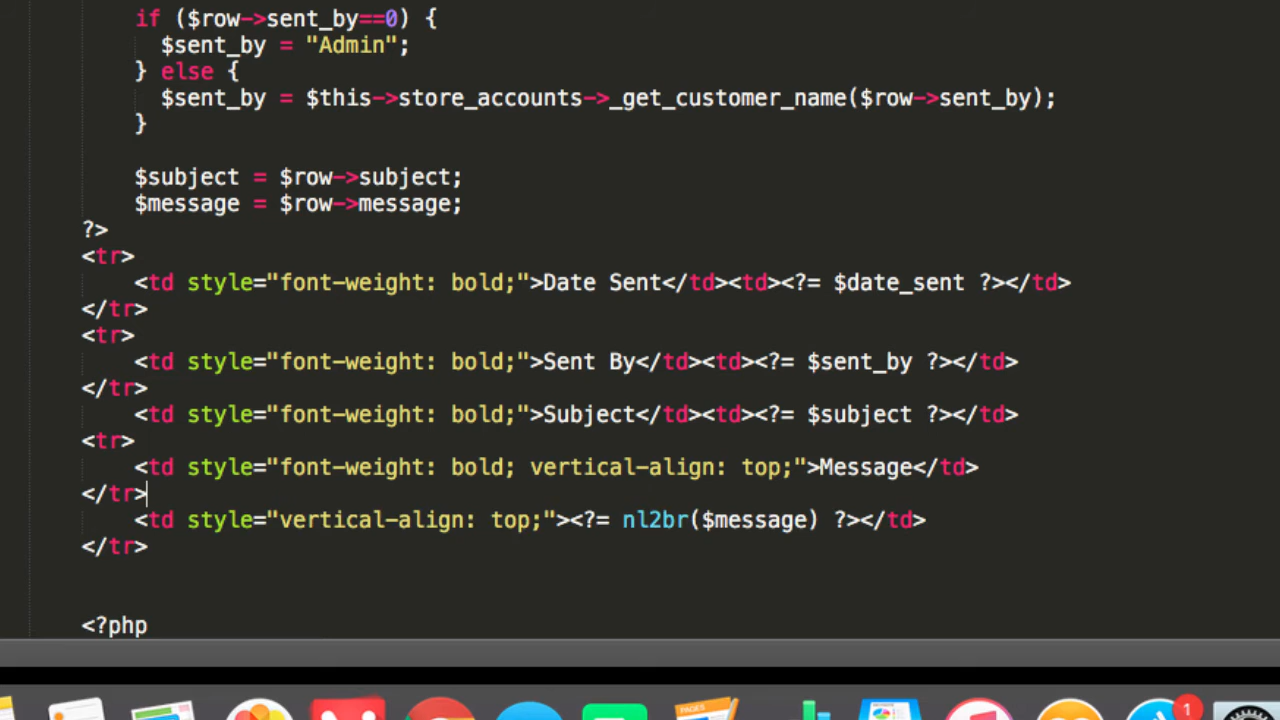 if ($row->sent_by==0) {
$sent_by = "Admin";
} else {
$sent_by = $this->store_accounts->_get_customer_name($row->sent_by);
}
$subject = $row->subject;
$message = $row->message;
?>
<tr>
<td style="font-weight: bold;">Date Sent</td><td><?= $date_sent ?></td>
</tr>
<tr>
<td style="font-weight: bold;">Sent By</td><td><?= $sent_by ?></td>
</tr>
<td style="font-weight: bold;">Subject</td><td><?= $subject ?></td>
<tr>
<td style="font-weight: bold; vertical-align: top;">Message</td>
</tr>
<td style="vertical-align: top;"><?= nl2br($message) ?></td>
</tr>
<?php
PAGES
1